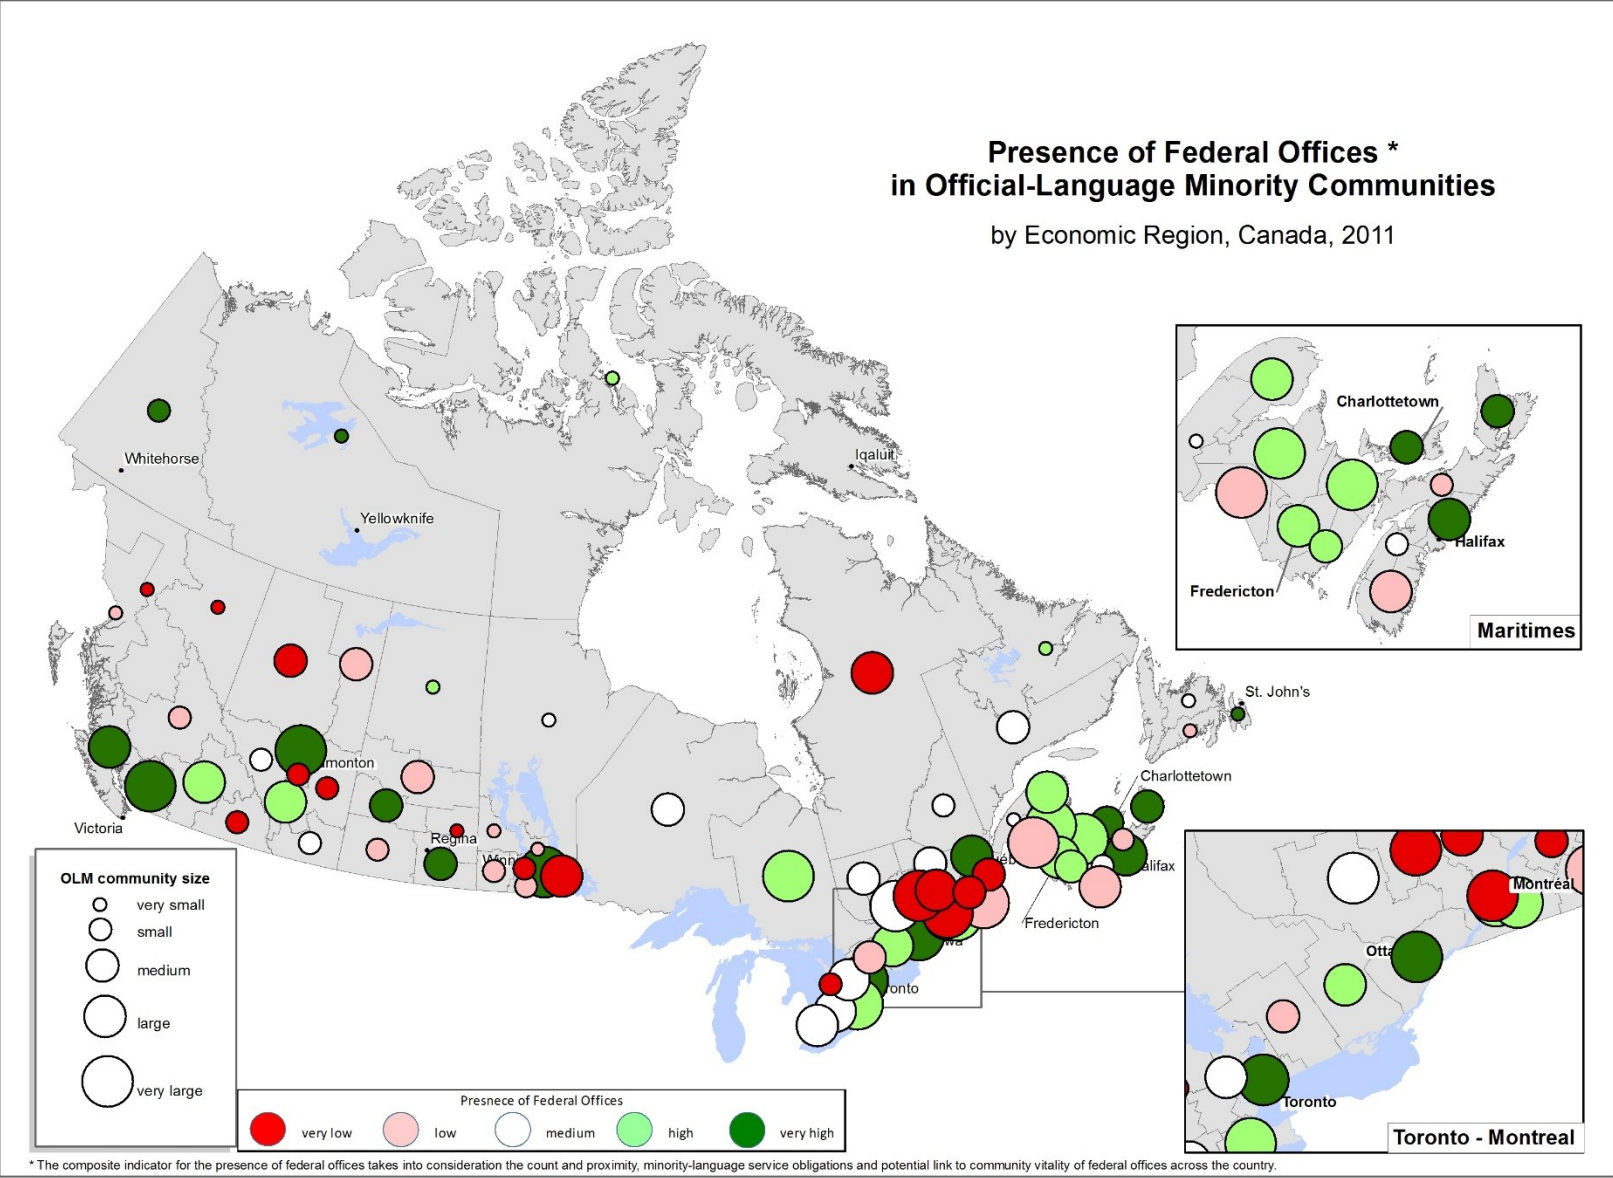 Presence of Federal Offices *
in Official-Language Minority Communities
by Economic Region, Canada, 2011
Charlottetown
Halifax
Fredericton
Maritimes
Whitehorse
Iqaluit
Yellowknife
St. John's
Charlottetown
Victoria
Regina
Fredericton
Montréal
Toronto
Toronto - Montreal
OLM community size
very small
small
medium
large
very large
Presnece of Federal Offices
very low
low
medium
high
very high
* The composite indicator for the presence of federal offices takes into consideration the count and proximity, minority-language service obligations and potential link to community vitality of federal offices across the country.